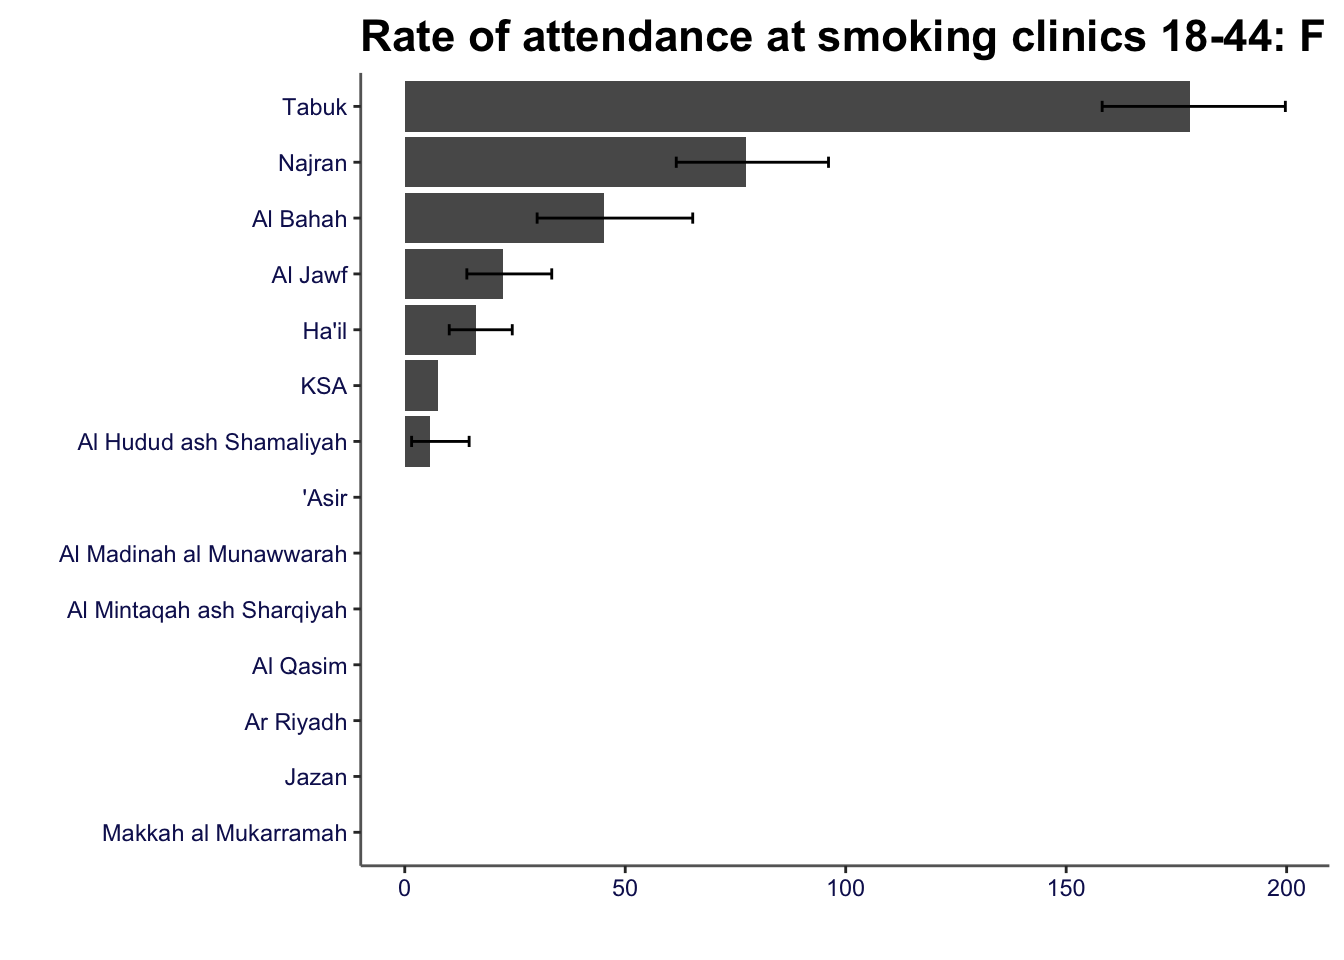 Rate of attendance at smoking clinics 18-44: F
Tabuk
Najran
Al Bahah
Al Jawf
Ha'il
KSA
Al Hudud ash Shamaliyah
'Asir
Al Madinah al Munawwarah
Al Mintaqah ash Sharqiyah
Al Qasim
Ar Riyadh
Jazan
Makkah al Mukarramah
0 50 100 150 200